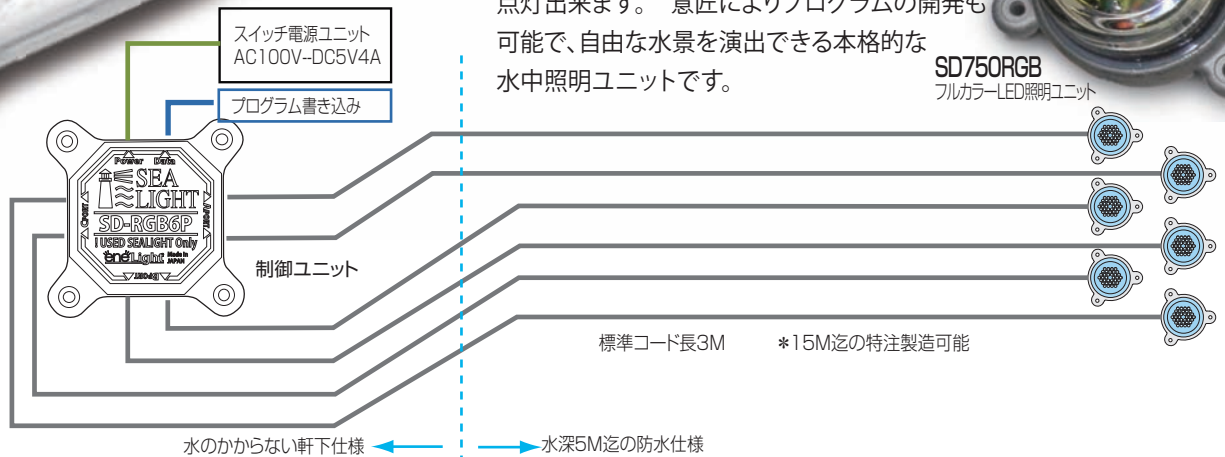 点灯出来ます。 意匠によりプログラムの開発も
可能で、自由な水景を演出できる本格的な
水中照明ユニットです。
スイッチ電源ユニット
AC100V--DC5V4A
プログラム書き込み
SD750RGB
フルカラーLED照明ユニット
Power Data
SEA
LIGHT
SD-RGB6P
! USED SEALIGHT Only
eneLight Made in
JAPAN
CPORT
APORT
BPORT
制御ユニット
標準コード長3M *15M迄の特注製造可能
水のかからない軒下仕様
水深5M迄の防水仕様